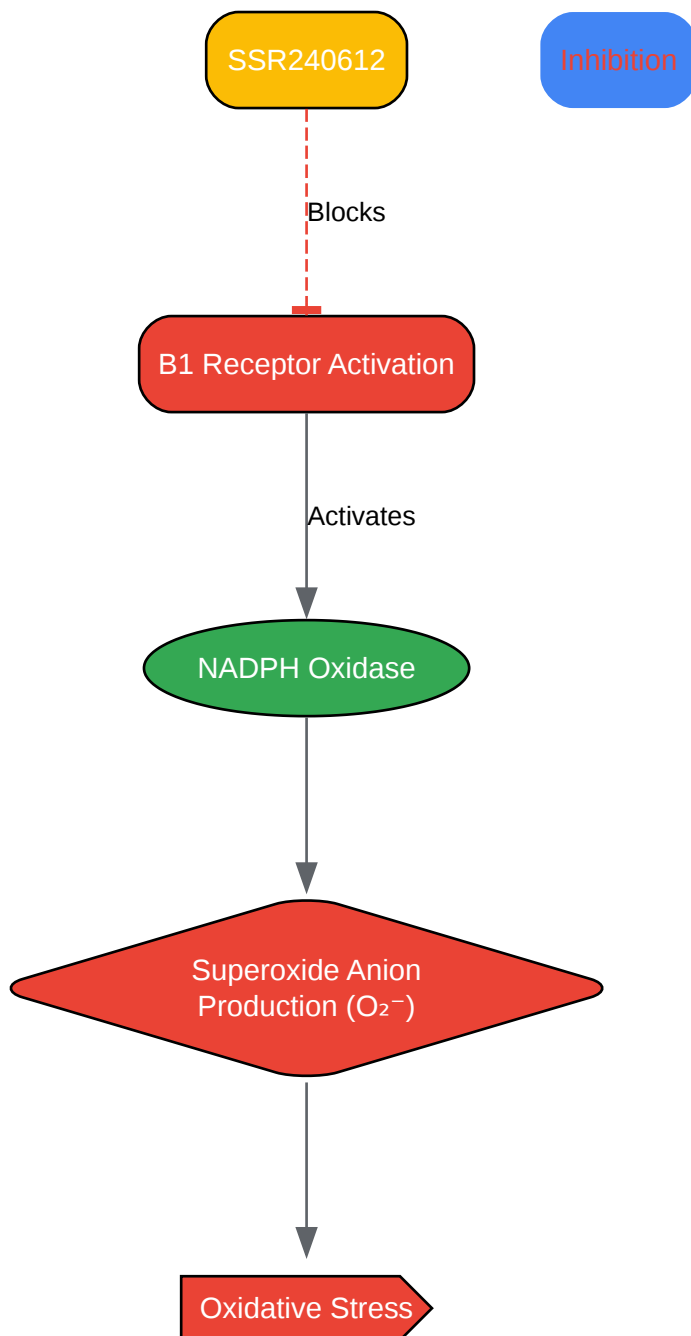 SSR240612
Inhibition
Blocks
B1 Receptor Activation
Activates
NADPH Oxidase
Superoxide Anion
Production (O₂⁻)
Oxidative Stress